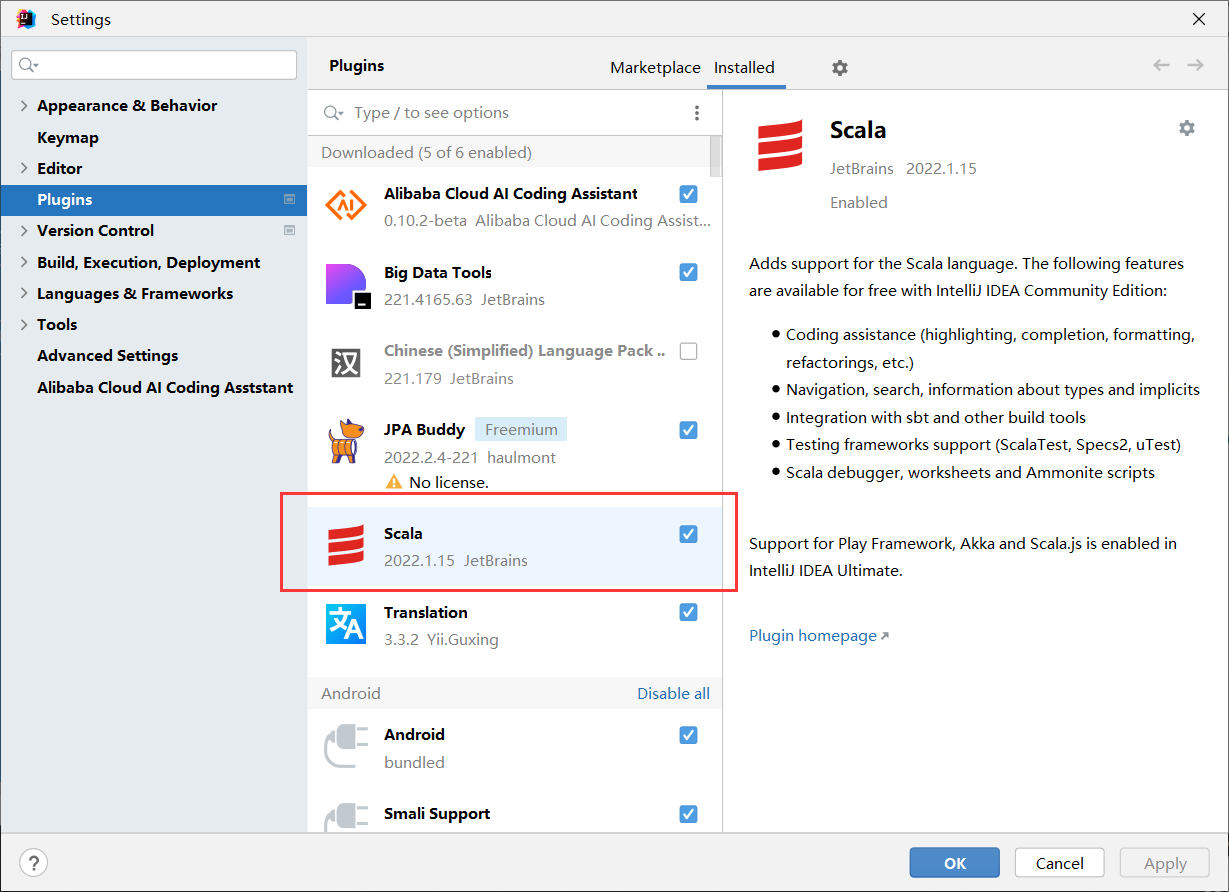 Settings
Plugins
Marketplace
Installed
Appearance & Behavior
Keymap
Editor
Plugins
Version Control
Build, Execution, Deployment
Languages & Frameworks
Tools
Advanced Settings
Alibaba Cloud AI Coding Asststant
Type / to see options
Downloaded (5 of 6 enabled)
AI
Alibaba Cloud AI Coding Assistant
0.10.2-beta Alibaba Cloud AI Coding Assist...
Big Data Tools
221.4165.63 JetBrains
汉
Chinese (Simplified) Language Pack ..
221.179 JetBrains
JPA Buddy Freemium
2022.2.4-221 haulmont
No license.
Scala
2022.1.15 JetBrains
文A
Translation
3.3.2 Yii.Guxing
Android Disable all
Android
bundled
Smali Support
Scala
JetBrains 2022.1.15
Enabled
Adds support for the Scala language. The following features
are available for free with IntelliJ IDEA Community Edition:
Coding assistance (highlighting, completion, formatting,
refactorings, etc.)
Navigation, search, information about types and implicits
Integration with sbt and other build tools
Testing frameworks support (ScalaTest, Specs2, uTest)
Scala debugger, worksheets and Ammonite scripts
Support for Play Framework, Akka and Scala.js is enabled in
IntelliJ IDEA Ultimate.
Plugin homepage
?
OK
Cancel
Apply